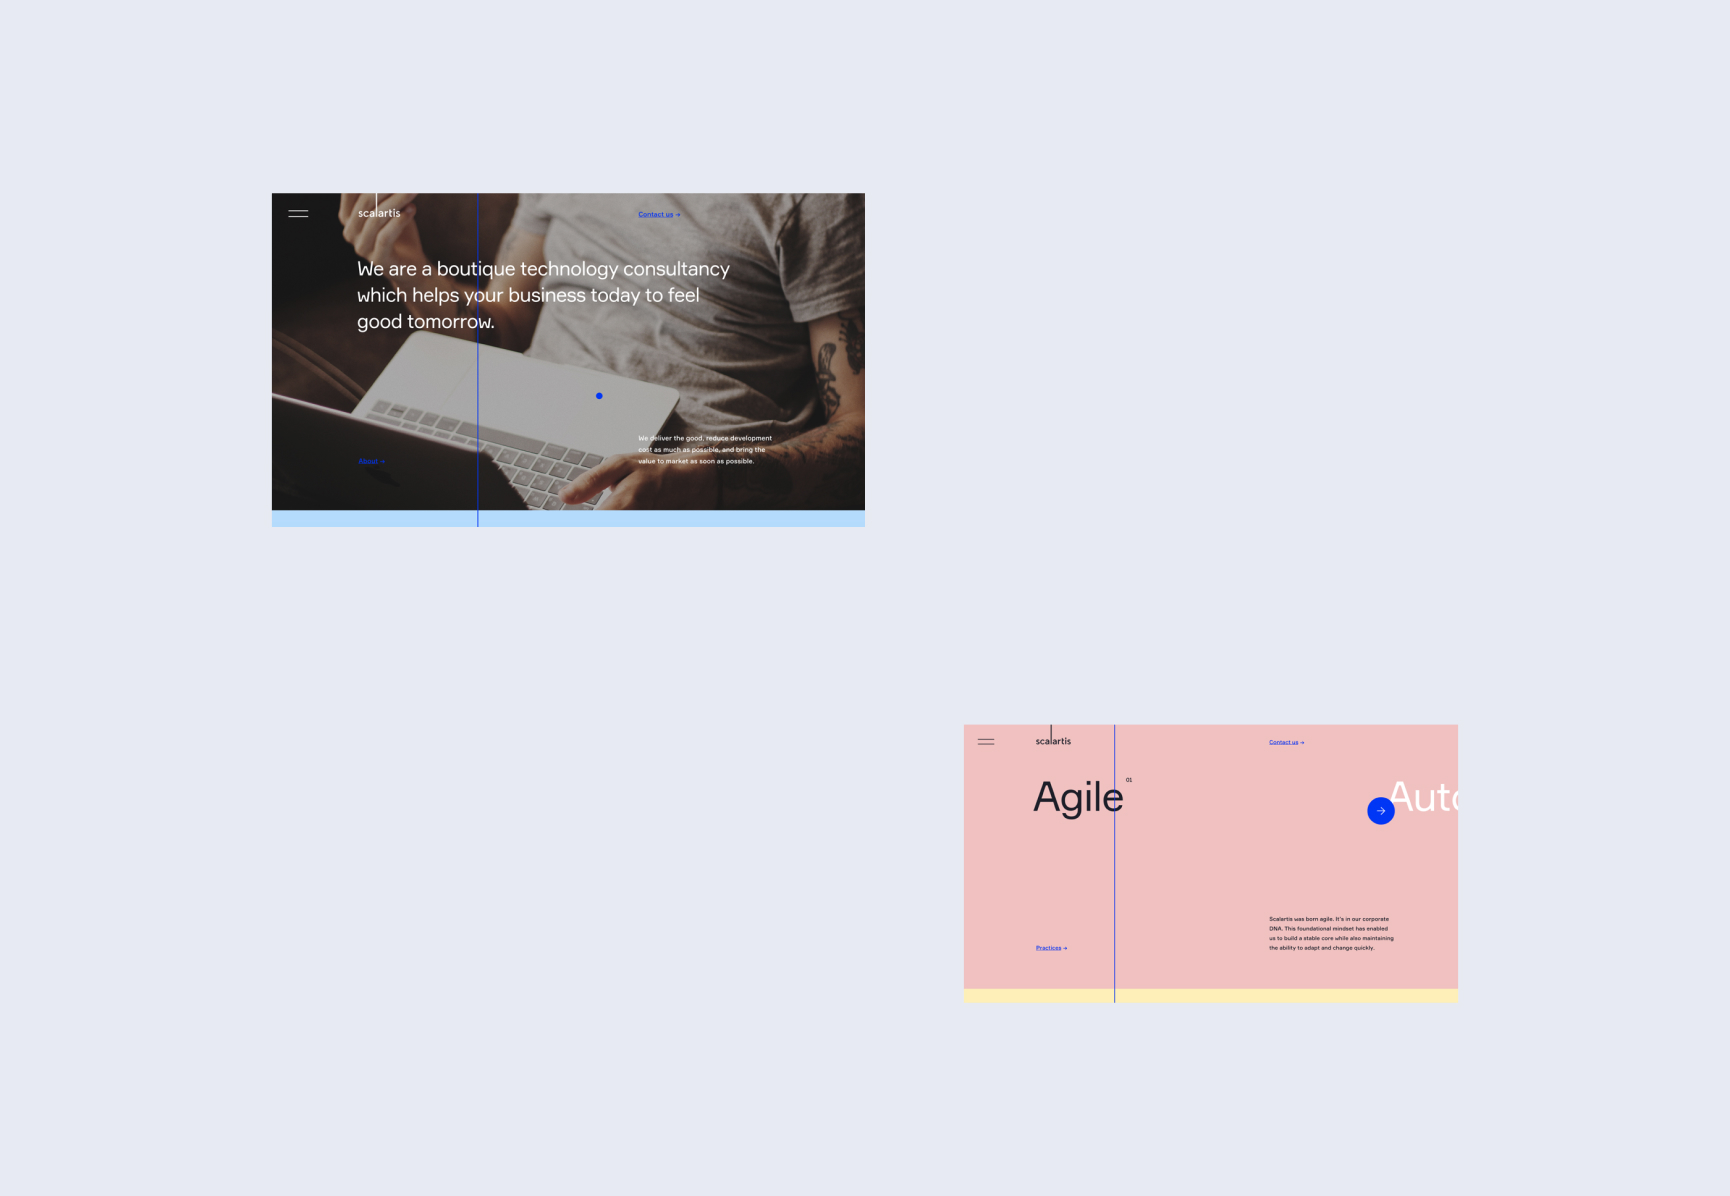 scalartis
Contact us →
We are a boutique technology consultancy
which helps your business today to feel
good tomorrow.
We deliver the good, reduce development
cost as much as possible, and bring the
value to market as soon as possible.
About →
scalartis
Contact us →
Agile
01
Auto
Scalartis was born agile. It's in our corporate
DNA. This foundational mindset has enabled
us to build a stable core while also maintaining
the ability to adapt and change quickly.
Practices →